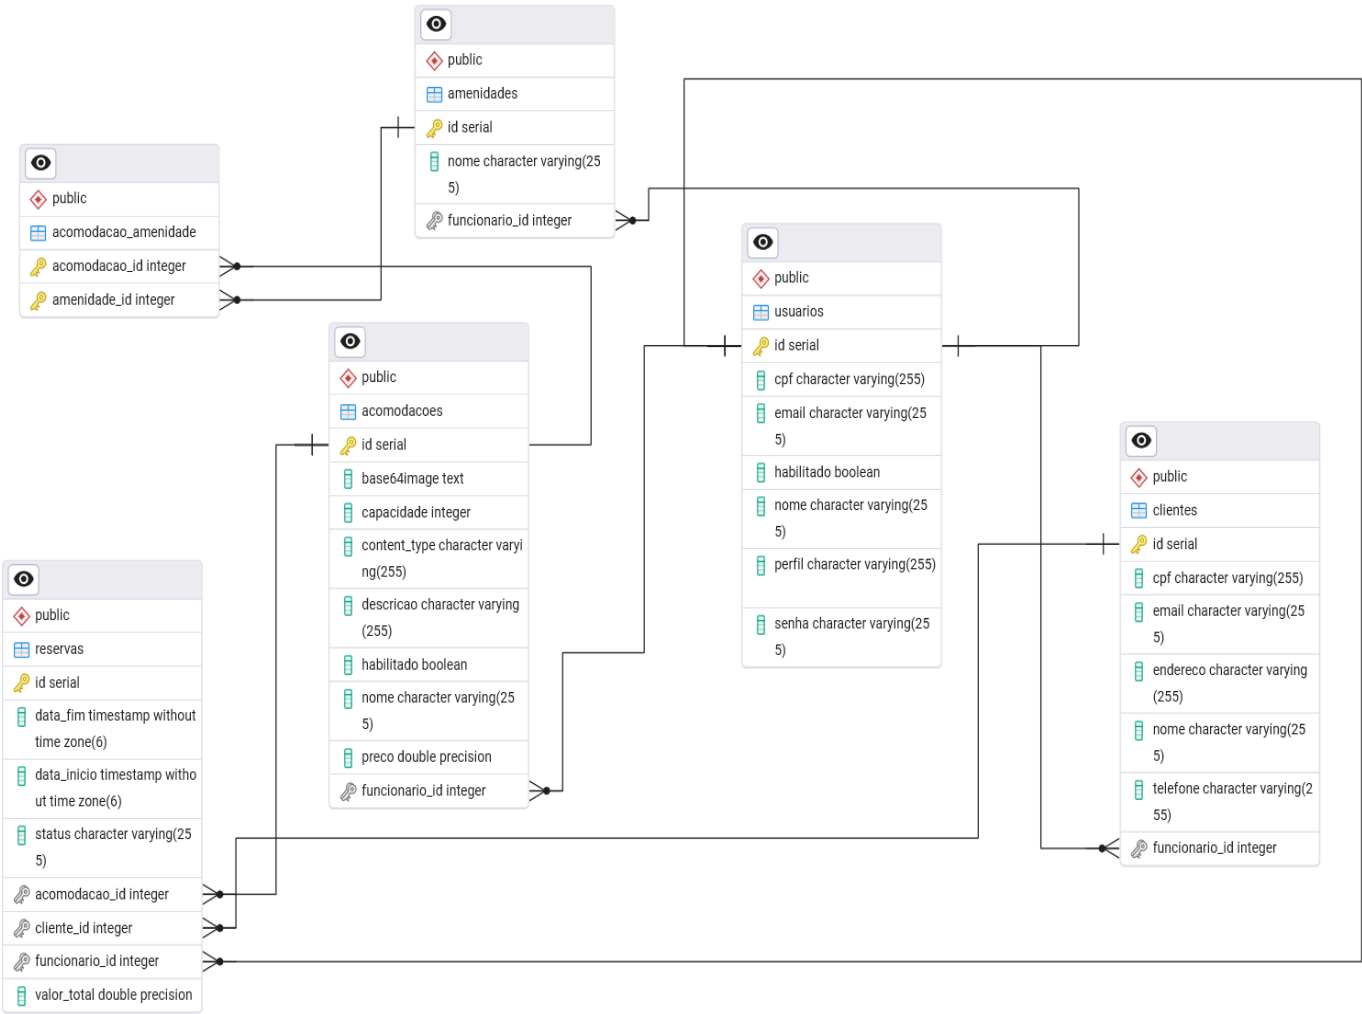 public
amenidades
id serial
nome character varying(25
5)
funcionario_id integer
public
acomodacao_amenidade
acomodacao_id integer
amenidade_id integer
public
usuarios
id serial
cpf character varying(255)
email character varying(25
5)
habilitado boolean
nome character varying(25
5)
perfil character varying(255)
senha character varying(25
5)
public
acomodacoes
id serial
base64image text
capacidade integer
content_type character varyi
ng(255)
descricao character varying
(255)
habilitado boolean
nome character varying(25
5)
preco double precision
funcionario_id integer
public
clientes
id serial
cpf character varying(255)
email character varying(25
5)
endereco character varying
(255)
nome character varying(25
5)
telefone character varying(2
55)
funcionario_id integer
public
reservas
id serial
data_fim timestamp without
time zone(6)
data_inicio timestamp witho
ut time zone(6)
status character varying(25
5)
acomodacao_id integer
cliente_id integer
funcionario_id integer
valor_total double precision